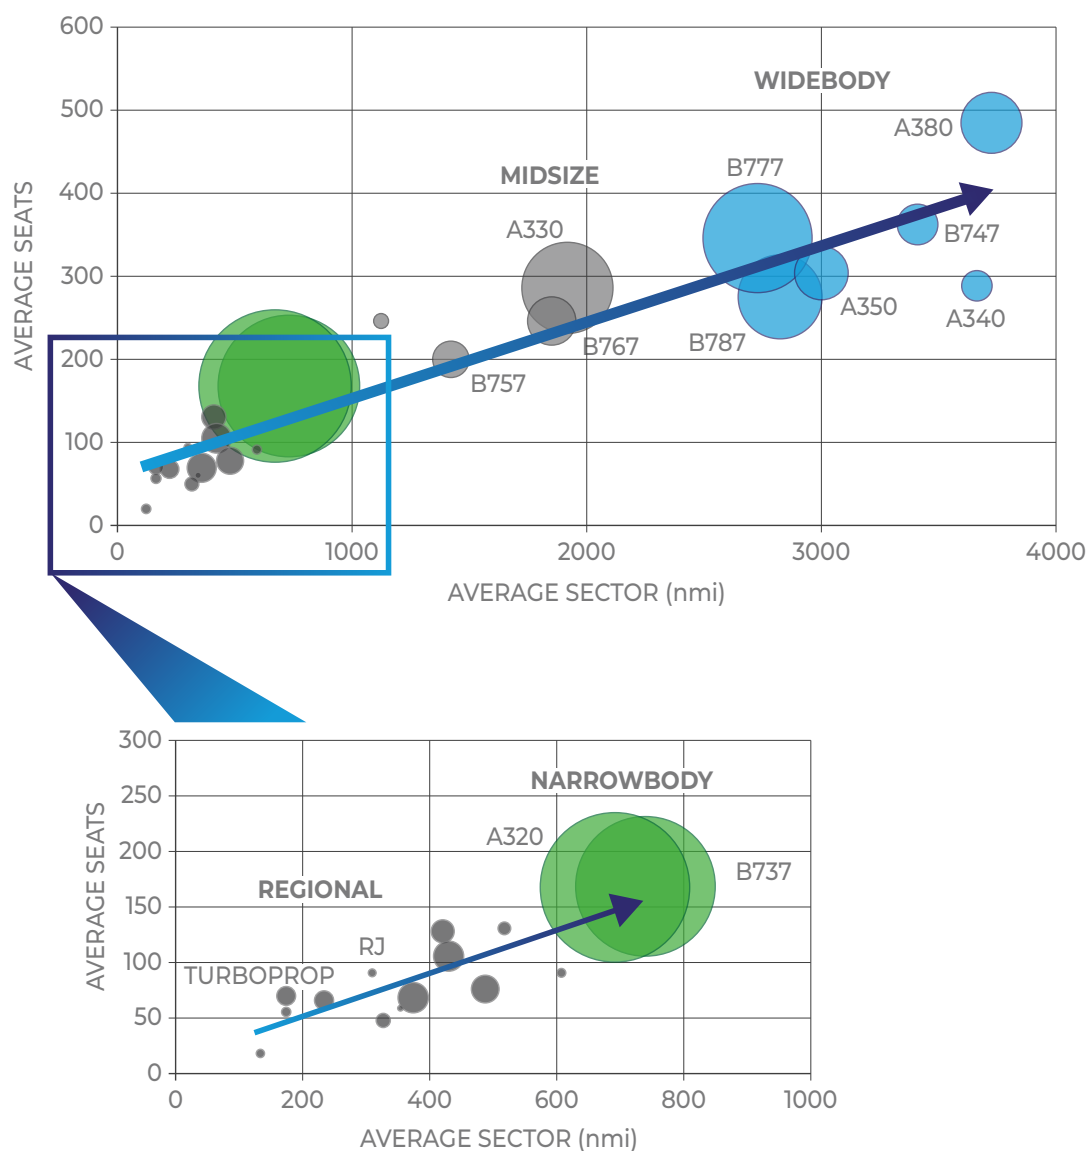 600
500
400
300
200
100
0
AVERAGE SEATS
WIDEBODY
A380
B777
MIDSIZE
A330
B747
A350
A340
B787
B767
B757
0 1000 2000 3000 4000
AVERAGE SECTOR (nmi)
300
250
200
150
100
50
0
AVERAGE SEATS
NARROWBODY
A320
B737
REGIONAL
RJ
TURBOPROP
0 200 400 600 800 1000
AVERAGE SECTOR (nmi)